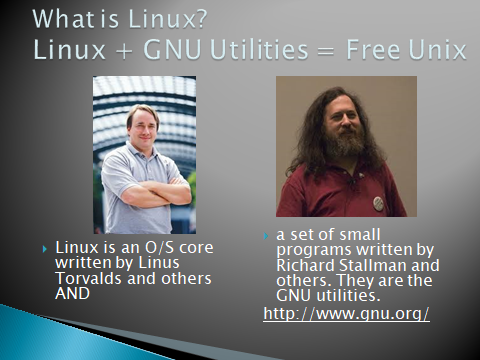 What is Linux?
Linux + GNU Utilities = Free Unix
Linux is an O/S core
written by Linus
Torvalds and others
AND
a set of small
programs written by
Richard Stallman and
others. They are the
GNU utilities.
http://www.gnu.org/